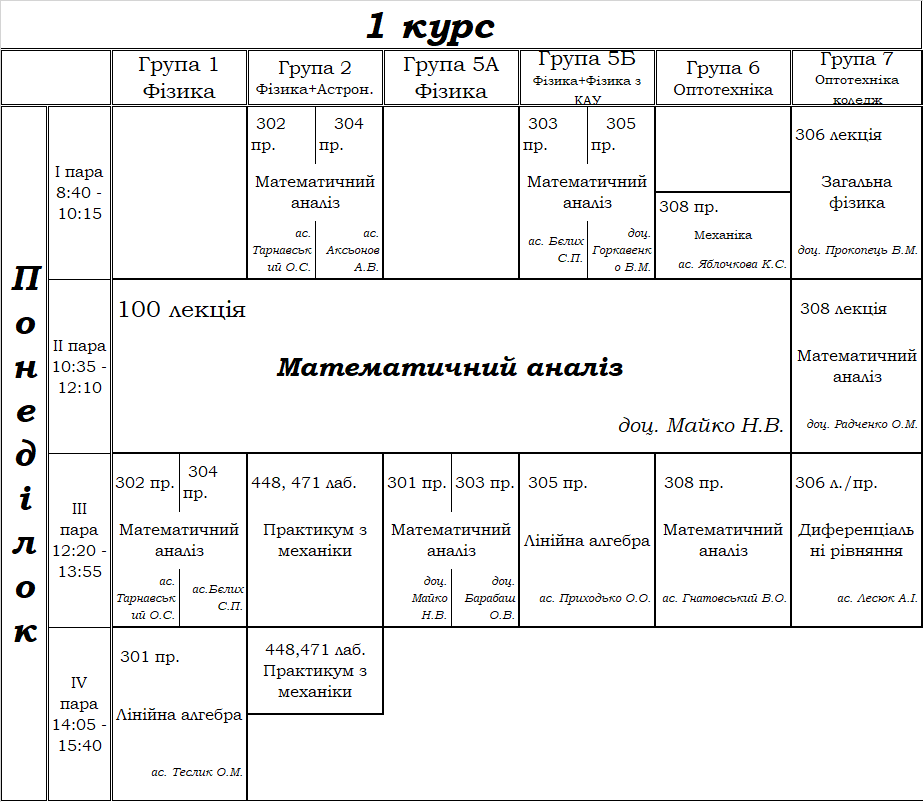 1 курс
Група 1
Фізика
Група 2
Фізика+Астрон.
Група 5А
Фізика
Група 5Б
Фізика+Фізика з
КАУ
Група 6
Оптотехніка
Група 7
Оптотехніка
коледж
Понеділок
I пара
8:40 -
10:15
302
пр.
304
пр.
Математичний
аналіз
ас.
Тарнавськ
ий О.С.
ас.
Аксьонов
А.В.
303
пр.
305
пр.
Математичний
аналіз
ас. Бєлих
С.П.
доц.
Горкавенк
о В.М.
308 пр.
Механіка
ас. Яблочкова К.С.
306 лекція
Загальна
фізика
доц. Прокопець В.М.
II пара
10:35 -
12:10
100 лекція
Математичний аналіз
доц. Майко Н.В.
308 лекція
Математичний
аналіз
доц. Радченко О.М.
III
пара
12:20 -
13:55
302 пр.
304
пр.
Математичний
аналіз
ас.
Тарнавськ
ий О.С.
ас.Бєлих
С.П.
448, 471 лаб.
Практикум з
механіки
301 пр.
303 пр.
Математичний
аналіз
доц.
Майко
Н.В.
доц.
Барабаш
О.В.
305 пр.
Лінійна алгебра
ас. Приходько О.О.
308 пр.
Математичний
аналіз
ас. Гнатовський В.О.
306 л./пр.
Диференціаль
ні рівняння
ас. Лесюк А.І.
IV
пара
14:05 -
15:40
301 пр.
Лінійна алгебра
ас. Теслик О.М.
448,471 лаб.
Практикум з
механіки